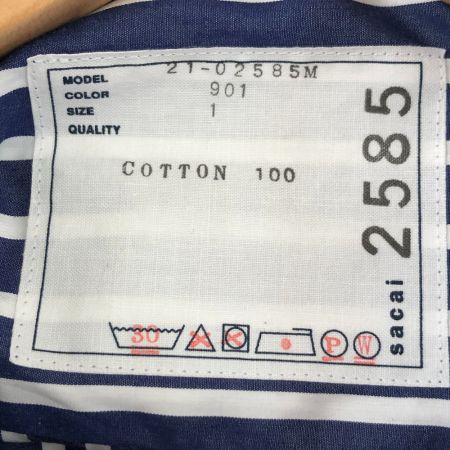 MODEL 21-02585M
COLOR 901
SIZE 1
QUALITY
COTTON 100
30
P
W
sacai 2585